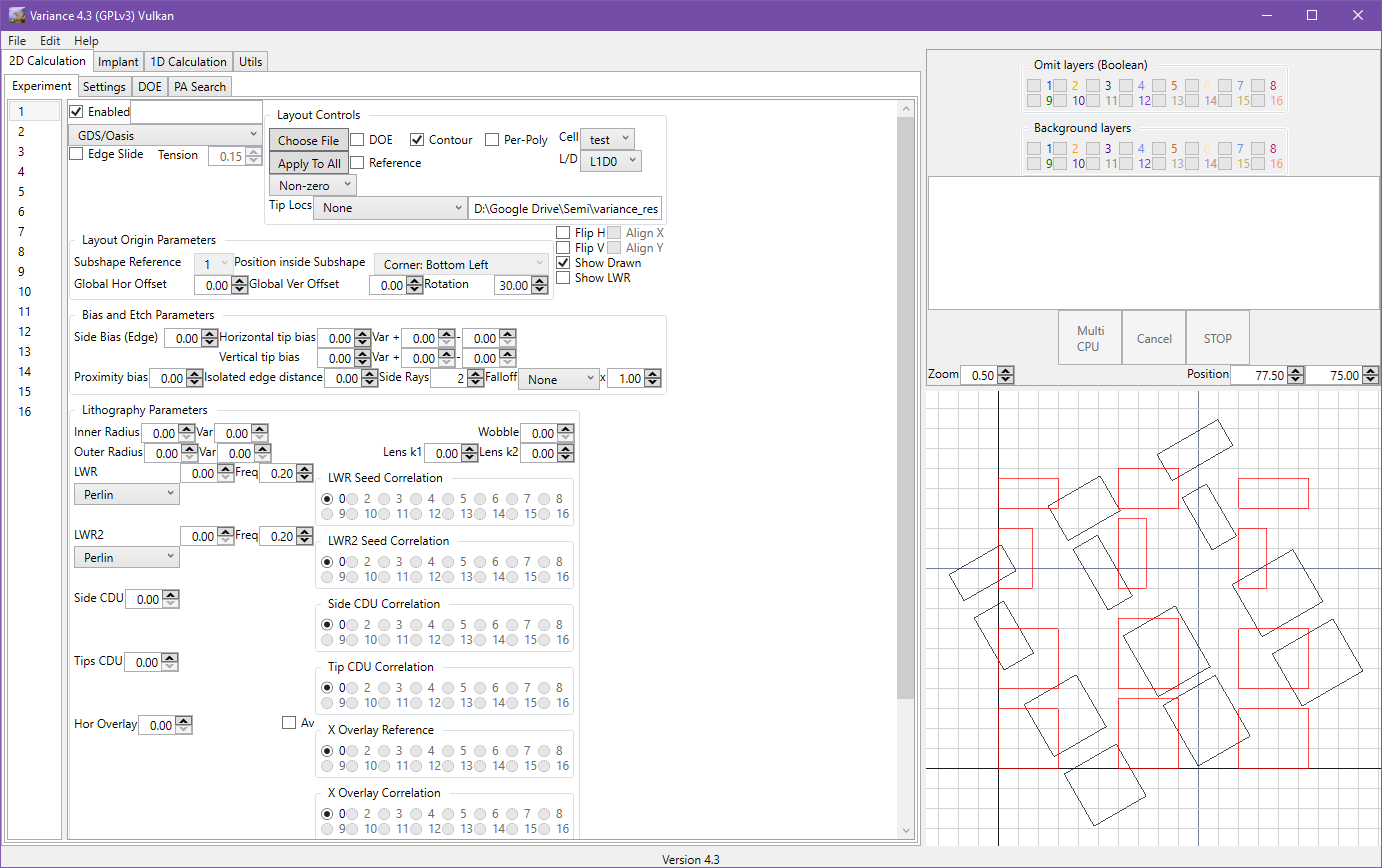 Variance 4.3 (GPLv3) Vulkan
File Edit Help
2D Calculation Implant 1D Calculation Utils
Experiment Settings DOE PA Search
1
2
3
4
5
6
7
8
9
10
11
12
13
14
15
16
Enabled
GDS/Oasis
Edge Slide Tension 0.15
Layout Controls
Choose File DOE Contour Per-Poly Cell test
Apply To All Reference L/D L1D0
Non-zero
Tip Locs None D:\Google Drive\Semi\variance_res
Flip H Align X
Flip V Align Y
Show Drawn
Show LWR
Layout Origin Parameters
Subshape Reference 1 Position inside Subshape Corner: Bottom Left
Global Hor Offset 0.00 Global Ver Offset 0.00 Rotation 30.00
Bias and Etch Parameters
Side Bias (Edge) 0.00 Horizontal tip bias 0.00 Var + 0.00 - 0.00
Vertical tip bias 0.00 Var + 0.00 - 0.00
Proximity bias 0.00 Isolated edge distance 0.00 Side Rays 2 Falloff None x 1.00
Lithography Parameters
Inner Radius 0.00 Var 0.00 Wobble 0.00
Outer Radius 0.00 Var 0.00 Lens k1 0.00 Lens k2 0.00
LWR 0.00 Freq 0.20
Perlin
LWR Seed Correlation
0 2 3 4 5 6 7 8
9 10 11 12 13 14 15 16
LWR2 0.00 Freq 0.20
Perlin
LWR2 Seed Correlation
0 2 3 4 5 6 7 8
9 10 11 12 13 14 15 16
Side CDU 0.00
Side CDU Correlation
0 2 3 4 5 6 7 8
9 10 11 12 13 14 15 16
Tips CDU 0.00
Tip CDU Correlation
0 2 3 4 5 6 7 8
9 10 11 12 13 14 15 16
Hor Overlay 0.00 Av
X Overlay Reference
0 2 3 4 5 6 7 8
9 10 11 12 13 14 15 16
X Overlay Correlation
0 2 3 4 5 6 7 8
9 10 11 12 13 14 15 16
Omit layers (Boolean)
1 2 3 4 5 6 7 8
9 10 11 12 13 14 15 16
Background layers
1 2 3 4 5 6 7 8
9 10 11 12 13 14 15 16
Multi
CPU
Cancel
STOP
Zoom 0.50 Position 77.50 75.00
Version 4.3